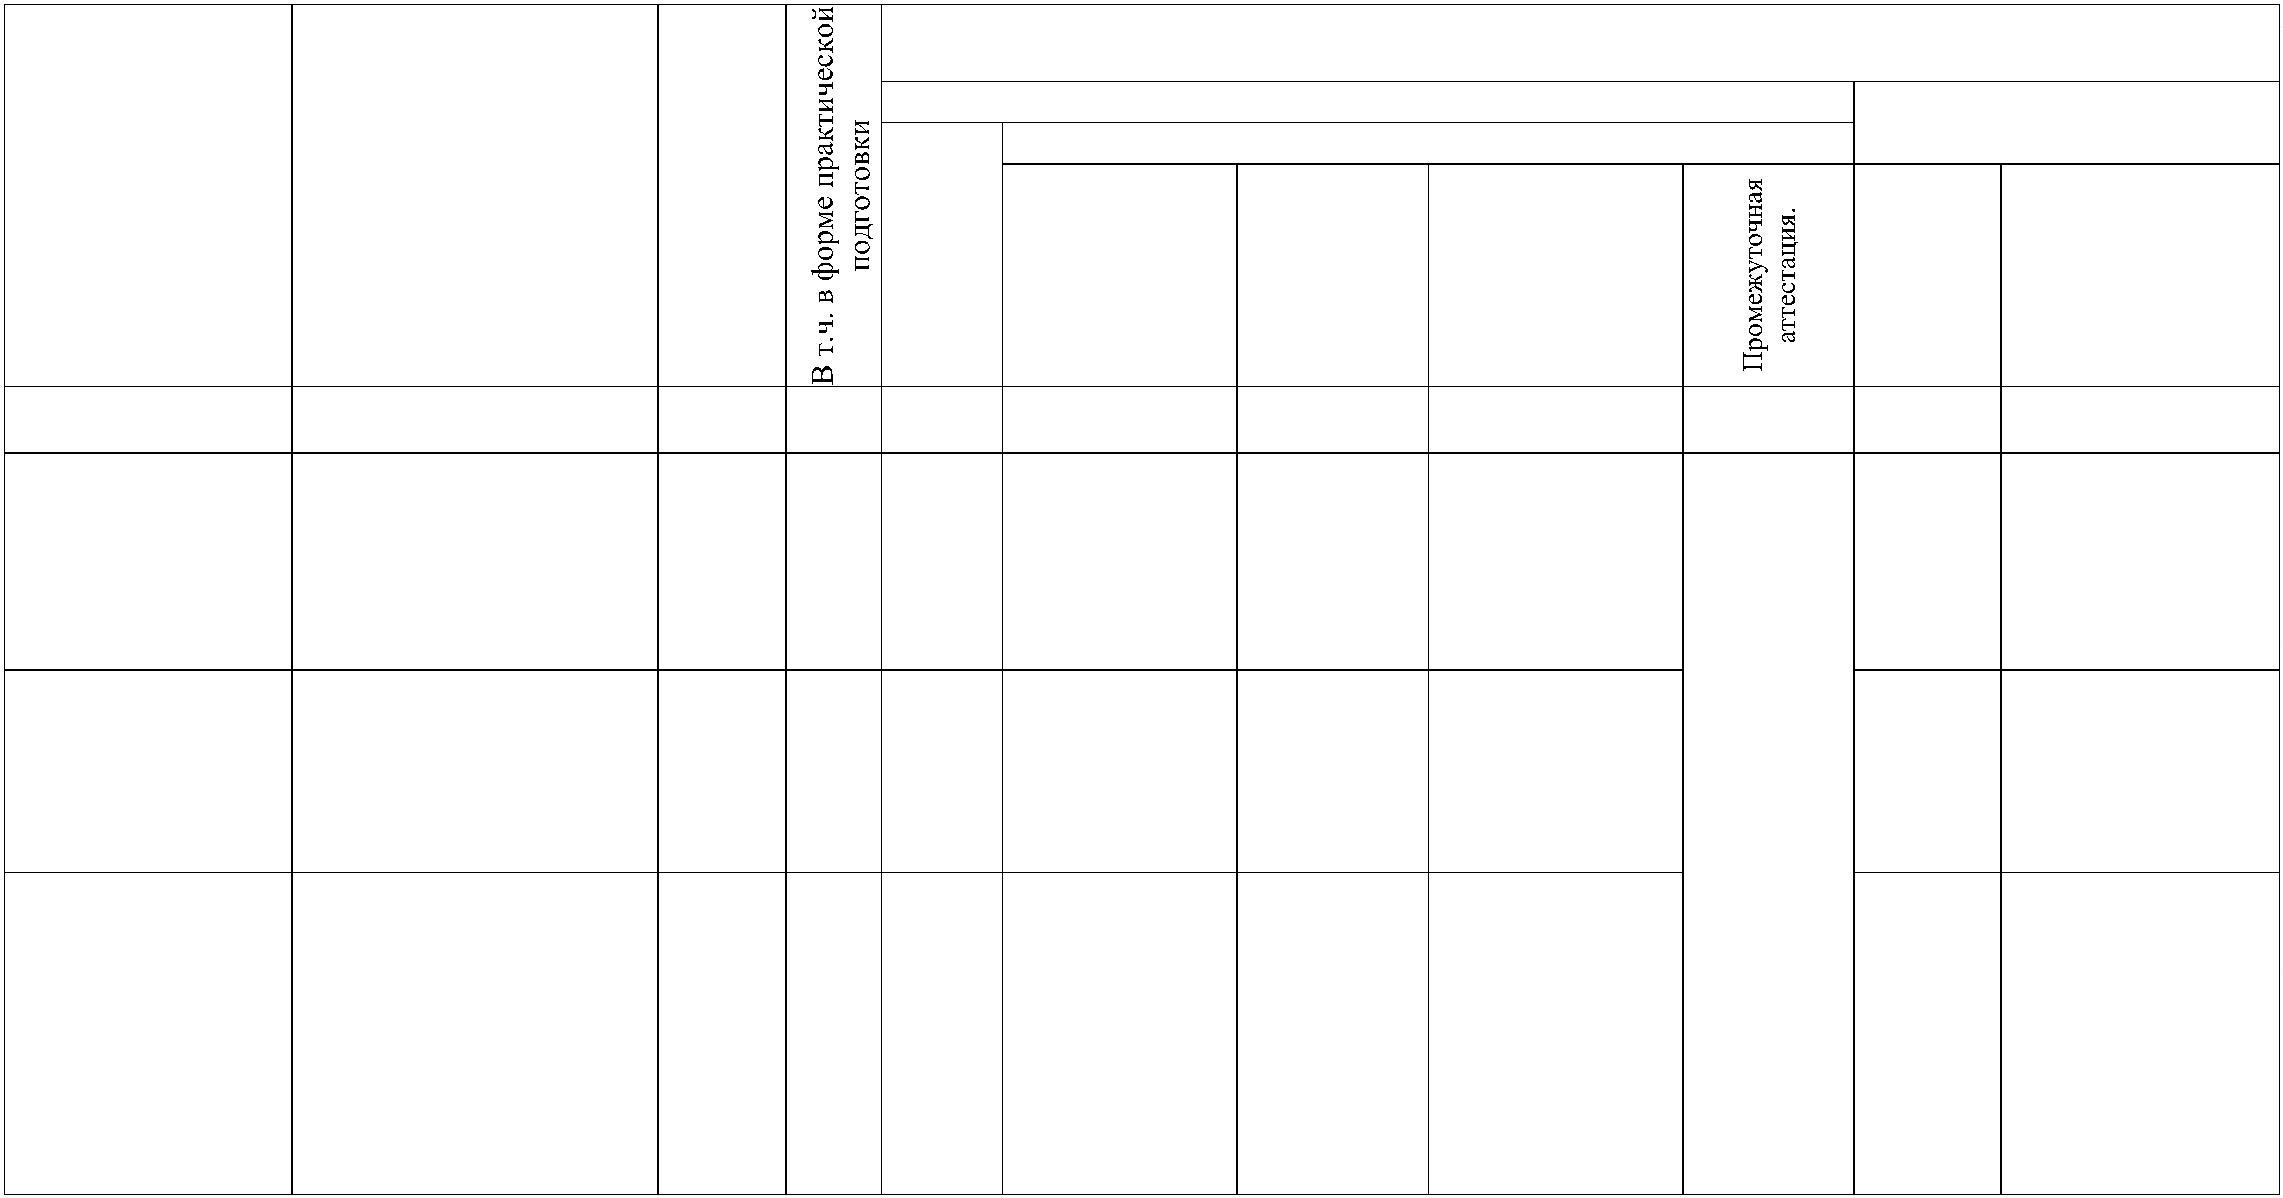 В т.ч. в форме практической
подготовки
Промежуточная
аттестация.